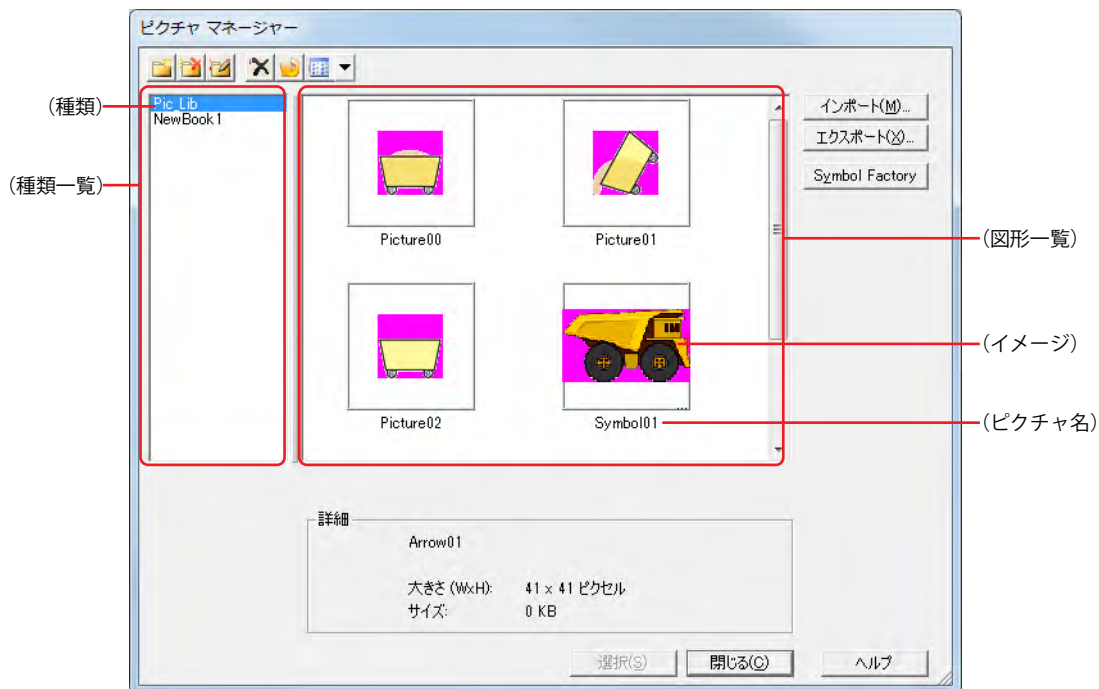 ピクチャ マネージャー
(種類)
Pic_Lib
NewBook1
(種類一覧)
インポート(M)...
エクスポート(X)...
Symbol Factory
Picture00
Picture01
(図形一覧)
(イメージ)
Picture02
Symbol01
...
(ピクチャ名)
詳細
Arrow01
大きさ (WxH): 41 x 41 ピクセル
サイズ: 0 KB
選択(S)
閉じる(C)
ヘルプ